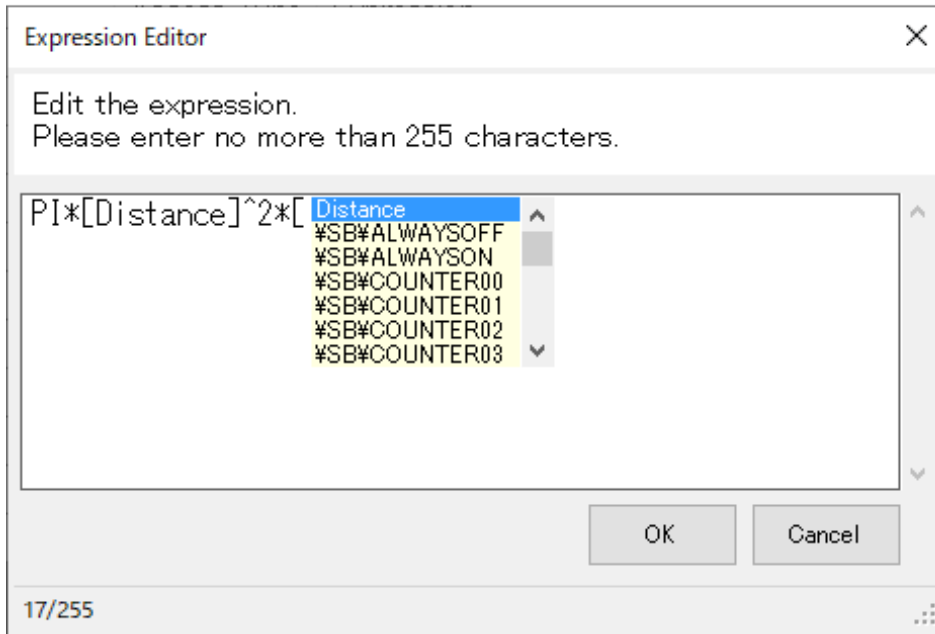 Expression Editor
Edit the expression.
Please enter no more than 255 characters.
PI*[Distance]^2*[
Distance
¥SB¥ALWAYSOFF
¥SB¥ALWAYSON
¥SB¥COUNTER00
¥SB¥COUNTER01
¥SB¥COUNTER02
¥SB¥COUNTER03
OK
Cancel
17/255